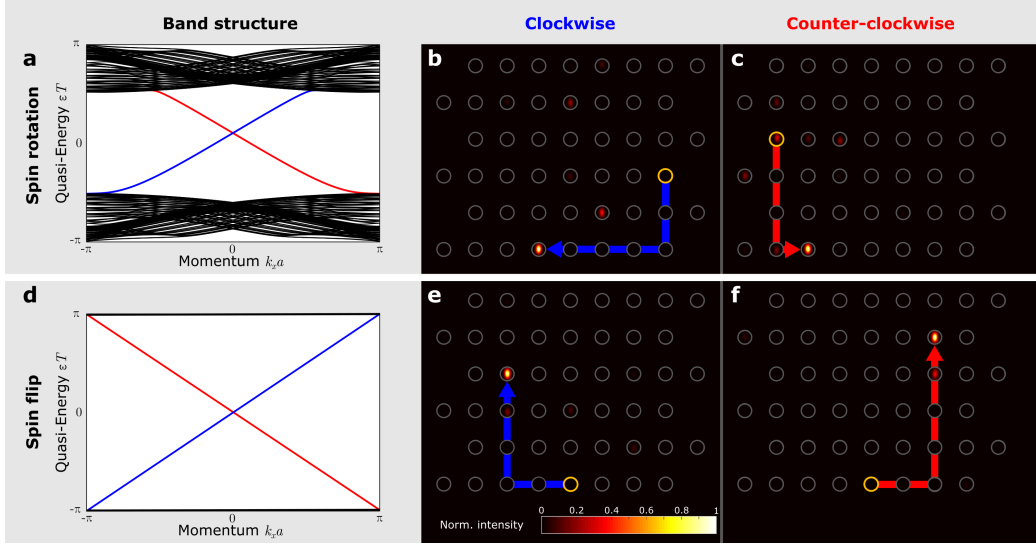 Band structure
Clockwise
Counter-clockwise
a
b
c
Spin rotation
Quasi-Energy εT
π
0
-π
-π
0
π
Momentum kₓa
d
e
f
Spin flip
Quasi-Energy εT
π
0
-π
-π
0
π
Momentum kₓa
Norm. intensity
0
0.2
0.4
0.6
0.8
1